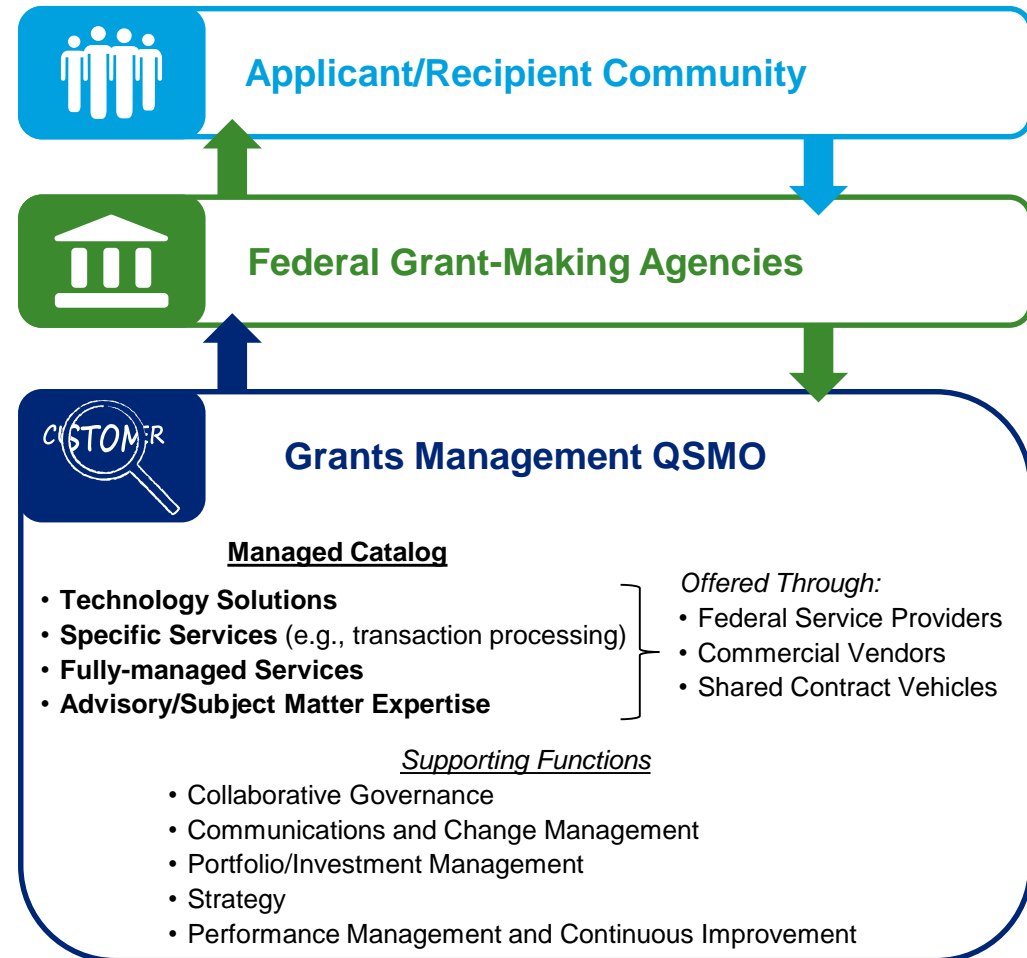 Applicant/Recipient Community
Federal Grant-Making Agencies
CUSTOMER
Grants Management QSMO
Managed Catalog
• Technology Solutions
• Specific Services (e.g., transaction processing)
• Fully-managed Services
• Advisory/Subject Matter Expertise
Offered Through:
• Federal Service Providers
• Commercial Vendors
• Shared Contract Vehicles
Supporting Functions
• Collaborative Governance
• Communications and Change Management
• Portfolio/Investment Management
• Strategy
• Performance Management and Continuous Improvement